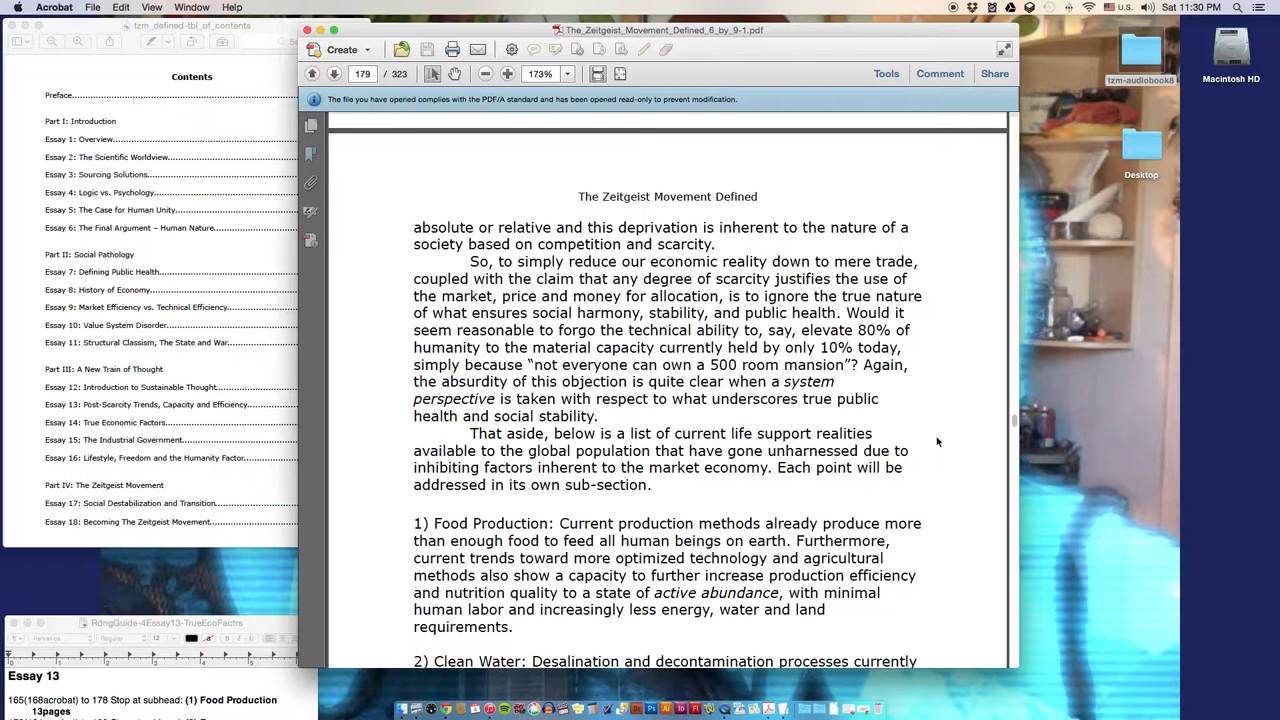 Acrobat File Edit View Window Help
U.S. Sat 11:30 PM
tzm_defined-tbl_of_contents
Contents
Preface
Part I: Introduction
Essay 1: Overview
Essay 2: The Scientific Worldview
Essay 3: Sourcing Solutions
Essay 4: Logic vs. Psychology
Essay 5: The Case for Human Unity
Essay 6: The Final Argument – Human Nature
Part II: Social Pathology
Essay 7: Defining Public Health
Essay 8: History of Economy
Essay 9: Market Efficiency vs. Technical Efficiency
Essay 10: Value System Disorder
Essay 11: Structural Classism, The State and War
Part III: A New Train of Thought
Essay 12: Introduction to Sustainable Thought
Essay 13: Post-Scarcity Trends, Capacity and Efficiency
Essay 14: True Economic Factors
Essay 15: The Industrial Government
Essay 16: Lifestyle, Freedom and the Humanity Factor
Part IV: The Zeitgeist Movement
Essay 17: Social Destabilization and Transition
Essay 18: Becoming The Zeitgeist Movement
RdngGuide-4Essay13-TrueEcoFactrs
Helvetica Regular 12
0 1 2 3 4 5
Essay 13
165(168acrobat) to 178 Stop at subhead: (1) Food Production
13pages
The_Zeitgeist_Movement_Defined_6_by_9-1.pdf
Create
179 / 323 173% Tools Comment Share
The file you have opened complies with the PDF/A standard and has been opened read-only to prevent modification.
The Zeitgeist Movement Defined
absolute or relative and this deprivation is inherent to the nature of a
society based on competition and scarcity.
So, to simply reduce our economic reality down to mere trade,
coupled with the claim that any degree of scarcity justifies the use of
the market, price and money for allocation, is to ignore the true nature
of what ensures social harmony, stability, and public health. Would it
seem reasonable to forgo the technical ability to, say, elevate 80% of
humanity to the material capacity currently held by only 10% today,
simply because “not everyone can own a 500 room mansion”? Again,
the absurdity of this objection is quite clear when a system
perspective is taken with respect to what underscores true public
health and social stability.
That aside, below is a list of current life support realities
available to the global population that have gone unharnessed due to
inhibiting factors inherent to the market economy. Each point will be
addressed in its own sub-section.
1) Food Production: Current production methods already produce more
than enough food to feed all human beings on earth. Furthermore,
current trends toward more optimized technology and agricultural
methods also show a capacity to further increase production efficiency
and nutrition quality to a state of active abundance, with minimal
human labor and increasingly less energy, water and land
requirements.
2) Clean Water: Desalination and decontamination processes currently
tzm-audiobook8
Macintosh HD
Desktop